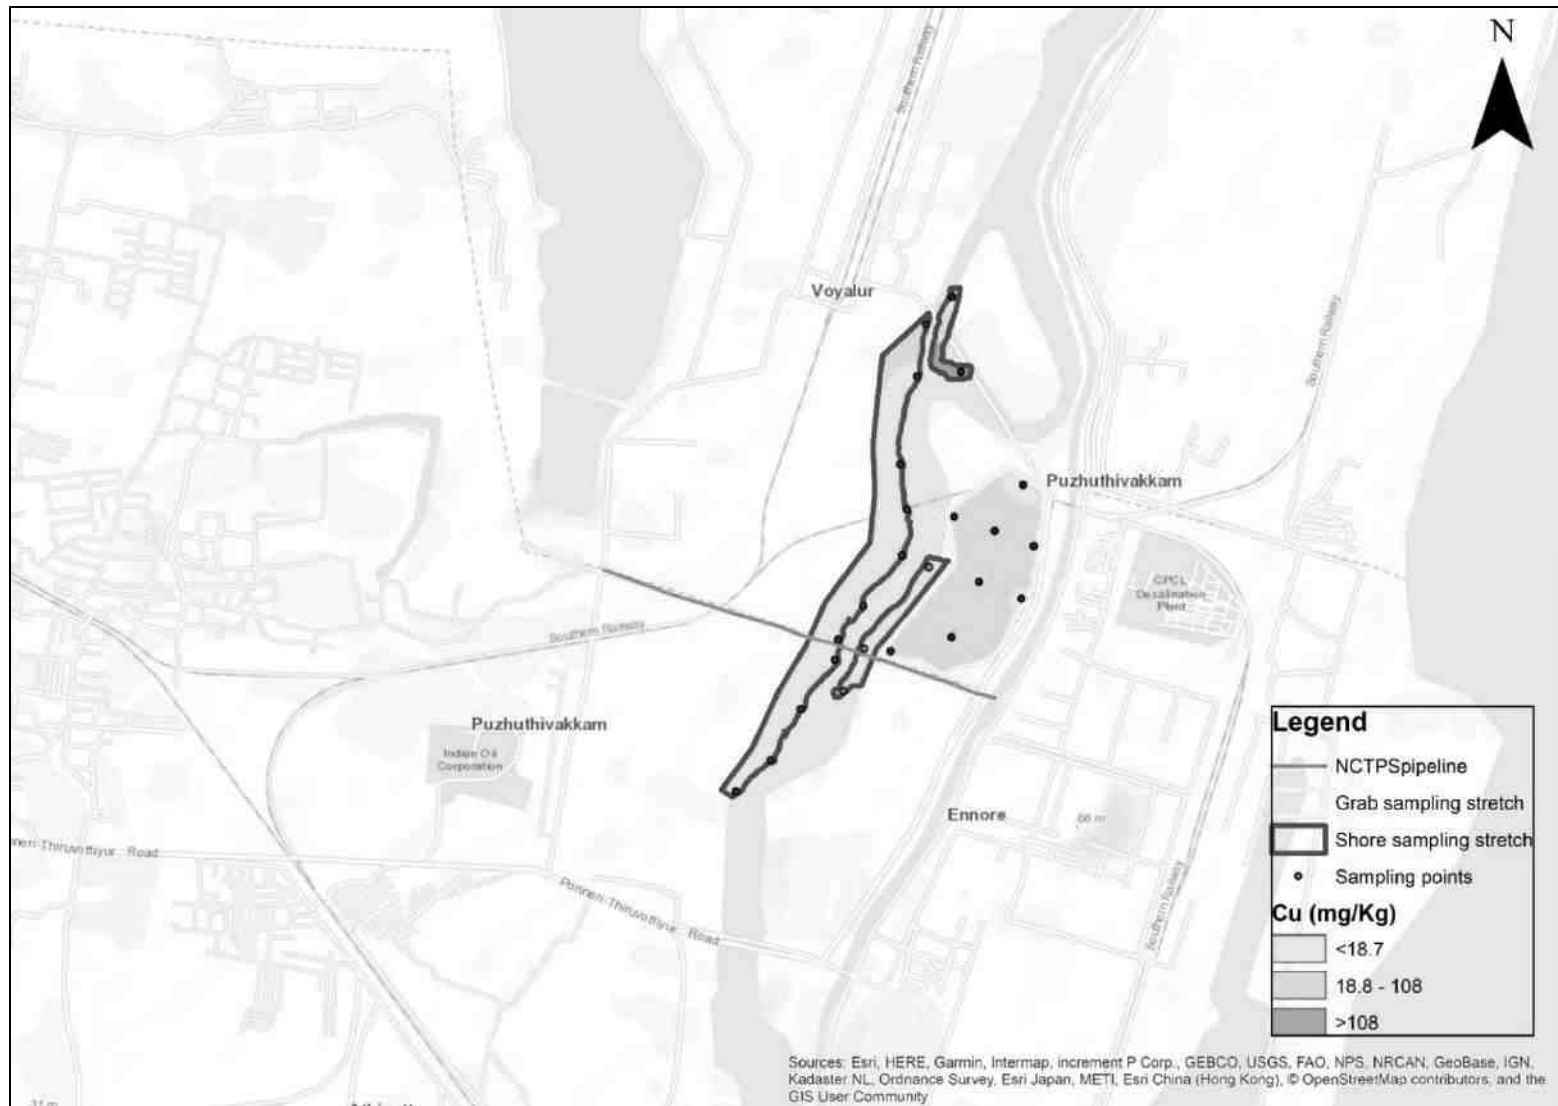 N
Southern Railway
Voyalur
Southern Railway
Puzhuthivakkam
CPCL
Desalination
Plant
Southern Railway
Puzhuthivakkam
Indian Oil
Corporation
Ennore
66 m
Southern Railway
nneri-Thiruvottiyur Road
Ponneri-Thiruvottiyur Road
Legend
NCTPSpipeline
Grab sampling stretch
Shore sampling stretch
Sampling points
Cu (mg/Kg)
<18.7
18.8 - 108
>108
Sources: Esri, HERE, Garmin, Intermap, increment P Corp., GEBCO, USGS, FAO, NPS, NRCAN, GeoBase, IGN,
Kadaster NL, Ordnance Survey, Esri Japan, METI, Esri China (Hong Kong), © OpenStreetMap contributors, and the
GIS User Community